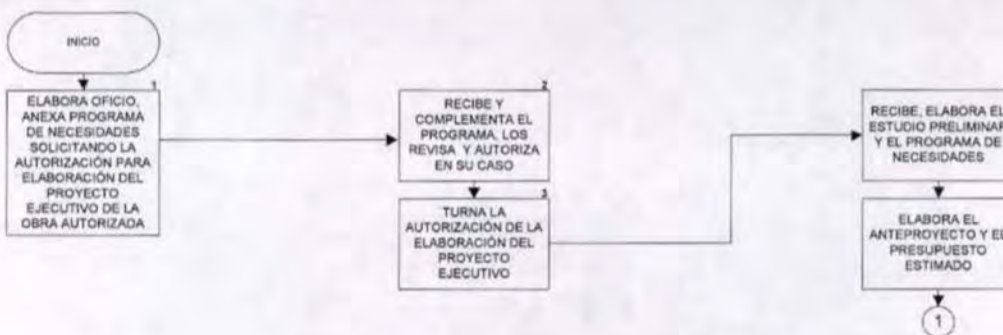 INICIO
1
ELABORA OFICIO,
ANEXA PROGRAMA
DE NECESIDADES
SOLICITANDO LA
AUTORIZACIÓN PARA
ELABORACIÓN DEL
PROYECTO
EJECUTIVO DE LA
OBRA AUTORIZADA
2
RECIBE Y
COMPLEMENTA EL
PROGRAMA, LOS
REVISA Y AUTORIZA
EN SU CASO
3
TURNA LA
AUTORIZACIÓN DE LA
ELABORACIÓN DEL
PROYECTO
EJECUTIVO
RECIBE, ELABORA EL
ESTUDIO PRELIMINAR
Y EL PROGRAMA DE
NECESIDADES
ELABORA EL
ANTEPROYECTO Y EL
PRESUPUESTO
ESTIMADO
1